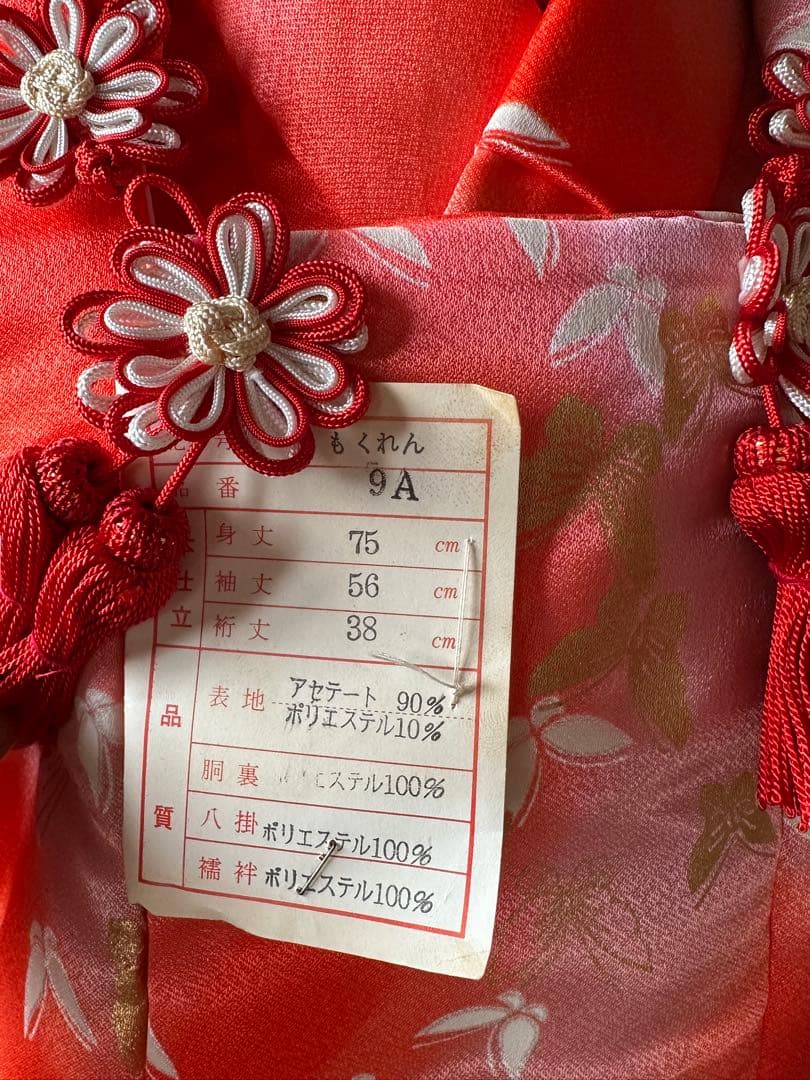 もくれん
品番 9A
身丈 75 cm
仕 袖丈 56 cm
立 裄丈 38 cm
表地 アセテート 90%
ポリエステル10%
品
胴裏 エステル100%
質 八掛 ポリエステル100%
襦袢 ポリエステル100%